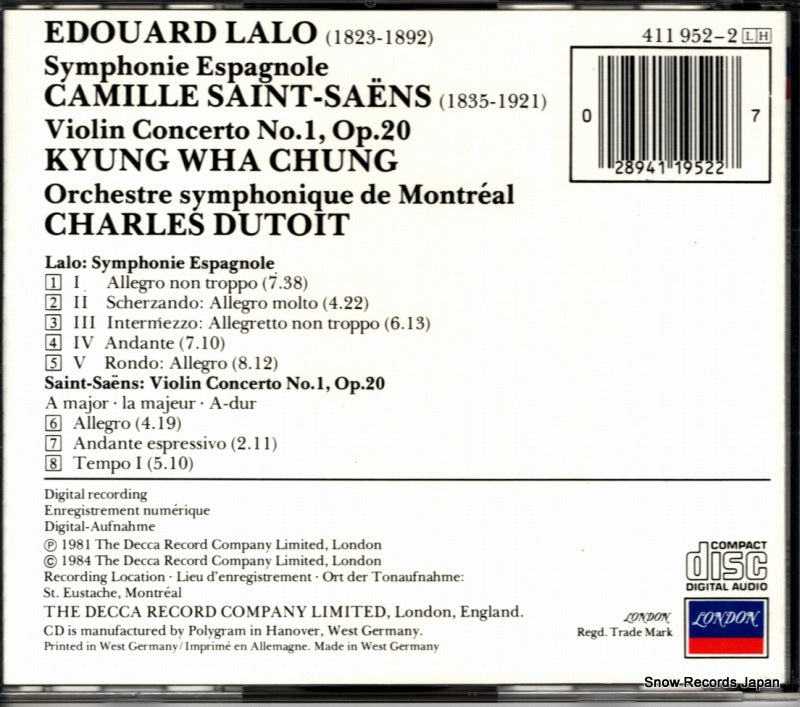 EDOUARD LALO (1823-1892)
Symphonie Espagnole
CAMILLE SAINT-SAËNS (1835-1921)
Violin Concerto No.1, Op.20
KYUNG WHA CHUNG
Orchestre symphonique de Montréal
CHARLES DUTOIT
411 952-2 LH
0 28941 19522 7
Lalo: Symphonie Espagnole
1 I Allegro non troppo (7.38)
2 II Scherzando: Allegro molto (4.22)
3 III Intermezzo: Allegretto non troppo (6.13)
4 IV Andante (7.10)
5 V Rondo: Allegro (8.12)
Saint-Saëns: Violin Concerto No.1, Op.20
A major · la majeur · A-dur
6 Allegro (4.19)
7 Andante espressivo (2.11)
8 Tempo I (5.10)
Digital recording
Enregistrement numérique
Digital-Aufnahme
℗ 1981 The Decca Record Company Limited, London
© 1984 The Decca Record Company Limited, London
Recording Location · Lieu d'enregistrement · Ort der Tonaufnahme:
St. Eustache, Montréal
THE DECCA RECORD COMPANY LIMITED, London, England.
CD is manufactured by Polygram in Hanover, West Germany.
Printed in West Germany/Imprimé en Allemagne. Made in West Germany
COMPACT
disc
DIGITAL AUDIO
LONDON
Regd. Trade Mark
LONDON
Snow Records Japan